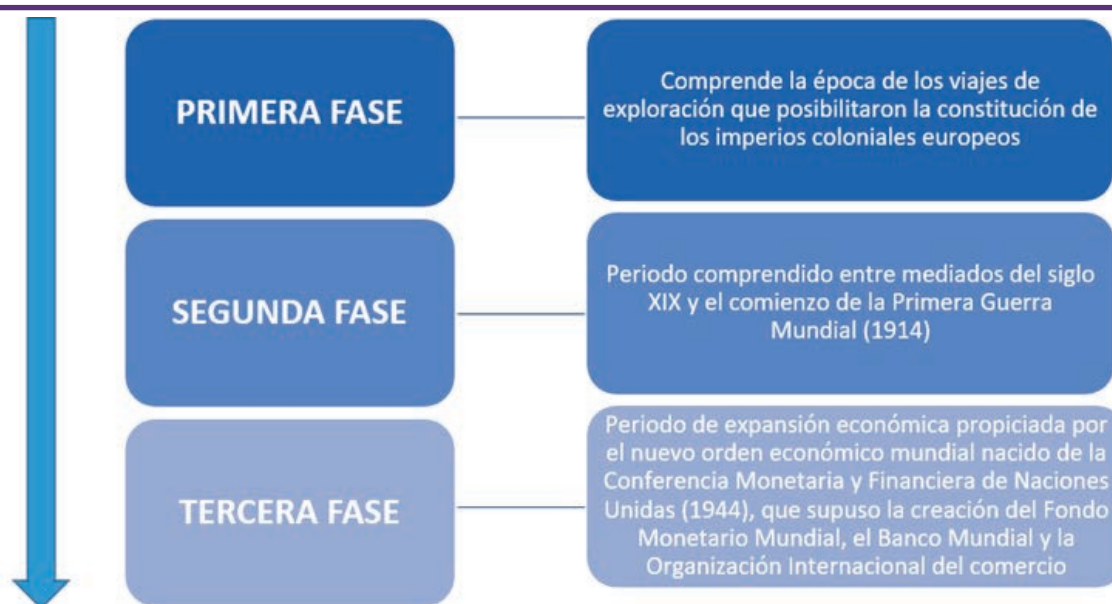 PRIMERA FASE
Comprende la época de los viajes de
exploración que posibilitaron la constitución de
los imperios coloniales europeos
SEGUNDA FASE
Periodo comprendido entre mediados del siglo
XIX y el comienzo de la Primera Guerra
Mundial (1914)
TERCERA FASE
Periodo de expansión económica propiciada por
el nuevo orden económico mundial nacido de la
Conferencia Monetaria y Financiera de Naciones
Unidas (1944), que supuso la creación del Fondo
Monetario Mundial, el Banco Mundial y la
Organización Internacional del comercio